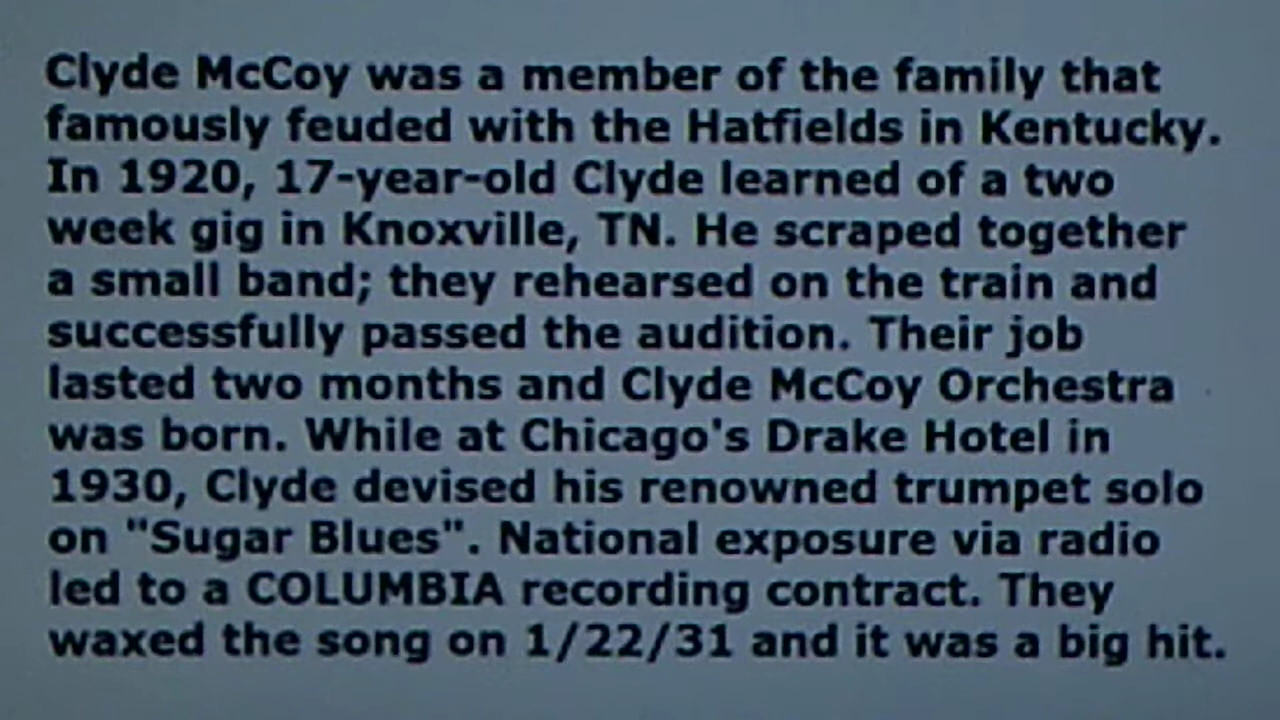 Clyde McCoy was a member of the family that
famously feuded with the Hatfields in Kentucky.
In 1920, 17-year-old Clyde learned of a two
week gig in Knoxville, TN. He scraped together
a small band; they rehearsed on the train and
successfully passed the audition. Their job
lasted two months and Clyde McCoy Orchestra
was born. While at Chicago's Drake Hotel in
1930, Clyde devised his renowned trumpet solo
on "Sugar Blues". National exposure via radio
led to a COLUMBIA recording contract. They
waxed the song on 1/22/31 and it was a big hit.